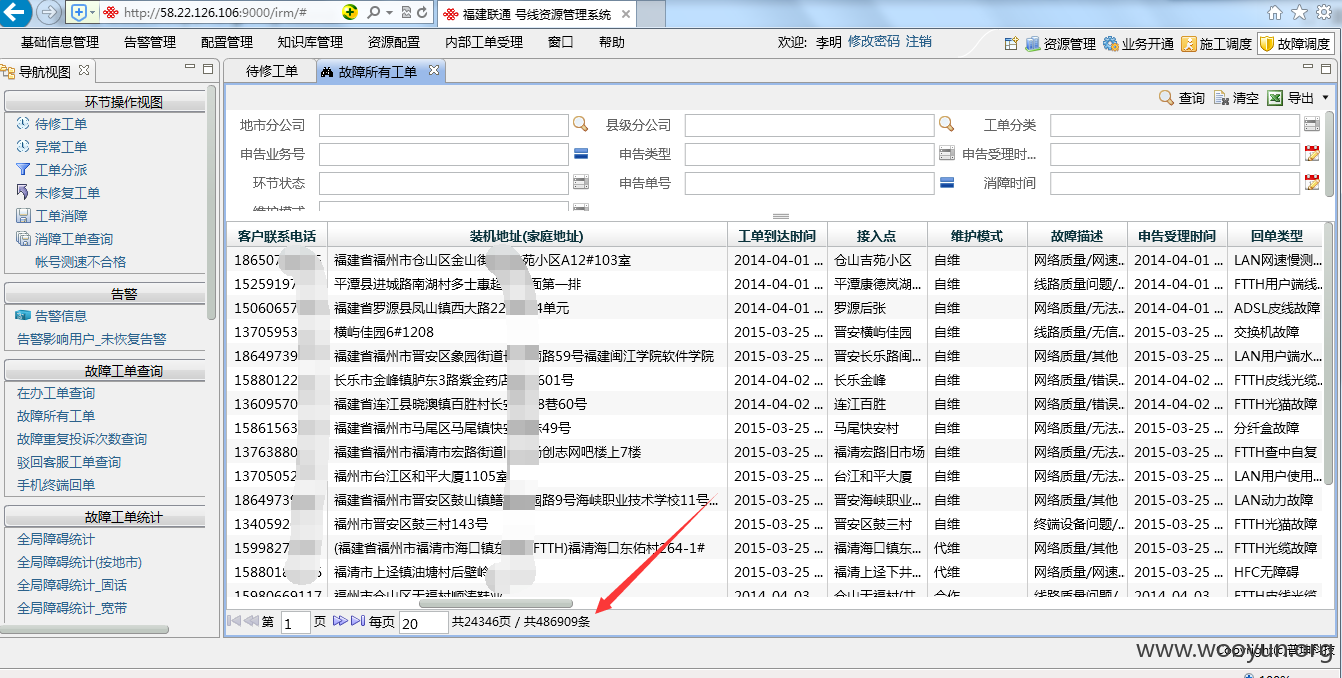 http://58.22.126.106:9000/irm/#
福建联通 号线资源管理系统
基础信息管理 告警管理 配置管理 知识库管理 资源配置 内部工单受理 窗口 帮助
欢迎: 李明 修改密码 注销
资源管理 业务开通 施工调度 故障调度
导航视图
待修工单 故障所有工单
查询 清空 导出
环节操作视图
待修工单
异常工单
工单分派
未修复工单
工单消障
消障工单查询
帐号测速不合格
告警
告警信息
告警影响用户_未恢复告警
故障工单查询
在办工单查询
故障所有工单
故障重复投诉次数查询
驳回客服工单查询
手机终端回单
故障工单统计
全局障碍统计
全局障碍统计(按地市)
全局障碍统计_固话
全局障碍统计_宽带
地市分公司 县级分公司 工单分类
申告业务号 申告类型 申告受理时...
环节状态 申告单号 消障时间
维护模式
客户联系电话 装机地址(家庭地址) 工单到达时间 接入点 维护模式 故障描述 申告受理时间 回单类型
18650 福建省福州市仓山区金山街 苑小区A12#103室 2014-04-01 ... 仓山吉苑小区 自维 网络质量/网速.. 2014-04-01 ... LAN网速慢测...
1525919 平潭县进城路南湖村多士事超 面第一排 2014-04-01 ... 平潭康德岚湖... 自维 线路质量问题/.. 2014-04-01 ... FTTH用户端线..
1506065 福建省罗源县凤山镇西大路22 4单元 2014-04-01 ... 罗源后张 自维 网络质量/无法.. 2014-04-01 ... ADSL皮线故障
13705953 横屿佳园6#1208 2015-03-25 ... 晋安横屿佳园 自维 线路质量/无信.. 2015-03-25 ... 交换机故障
18649739 福建省福州市晋安区象园街道 路59号福建闽江学院软件学院 2015-03-25 ... 晋安长乐路闽... 自维 网络质量/其他 2015-03-25 ... LAN用户端水...
15880122 长乐市金峰镇胪东3路紫金药店 601号 2014-04-02 ... 长乐金峰 自维 网络质量/错误.. 2014-04-02 ... FTTH皮线光缆..
13609570 福建省连江县晓澳镇百胜村长 8巷60号 2014-04-02 ... 连江百胜 自维 网络质量/错误.. 2014-04-02 ... FTTH光猫故障
15861563 福建省福州市马尾区马尾镇快 49号 2015-03-25 ... 马尾快安村 自维 网络质量/无法.. 2015-03-25 ... 分纤盒故障
13763880 福建省福州市福清市宏路街道 创志网吧楼上7楼 2015-03-25 ... 福清宏路旧市场 自维 网络质量/无法.. 2015-03-25 ... FTTH查中自复
1370505 福州市台江区和平大厦1105室 2015-03-25 ... 台江和平大厦 自维 网络质量/无法.. 2015-03-25 ... LAN用户使用...
1864973 福建省福州市晋安区鼓山镇 园路9号海峡职业技术学校11号... 2015-03-25 ... 晋安海峡职业... 自维 网络质量/其他 2015-03-25 ... LAN动力故障
1340592 福州市晋安区鼓三村143号 2015-03-25 ... 晋安区鼓三村 自维 终端设备问题/.. 2015-03-25 ... FTTH光猫故障
159982 (福建省福州市福清市海口镇东 FTTH)福清海口东佑村264-1# 2015-03-25 ... 福清海口镇东... 代维 网络质量/其他 2015-03-25 ... FTTH光缆故障
15880 福清市上迳镇油塘村后壁岭 2015-03-25 ... 福清上迳下井... 代维 网络质量/网速.. 2015-03-25 ... HFC无障碍
15980669117 2014-04-03
第 1 页 每页 20 共24346页 / 共486909条
www.wooyun.org